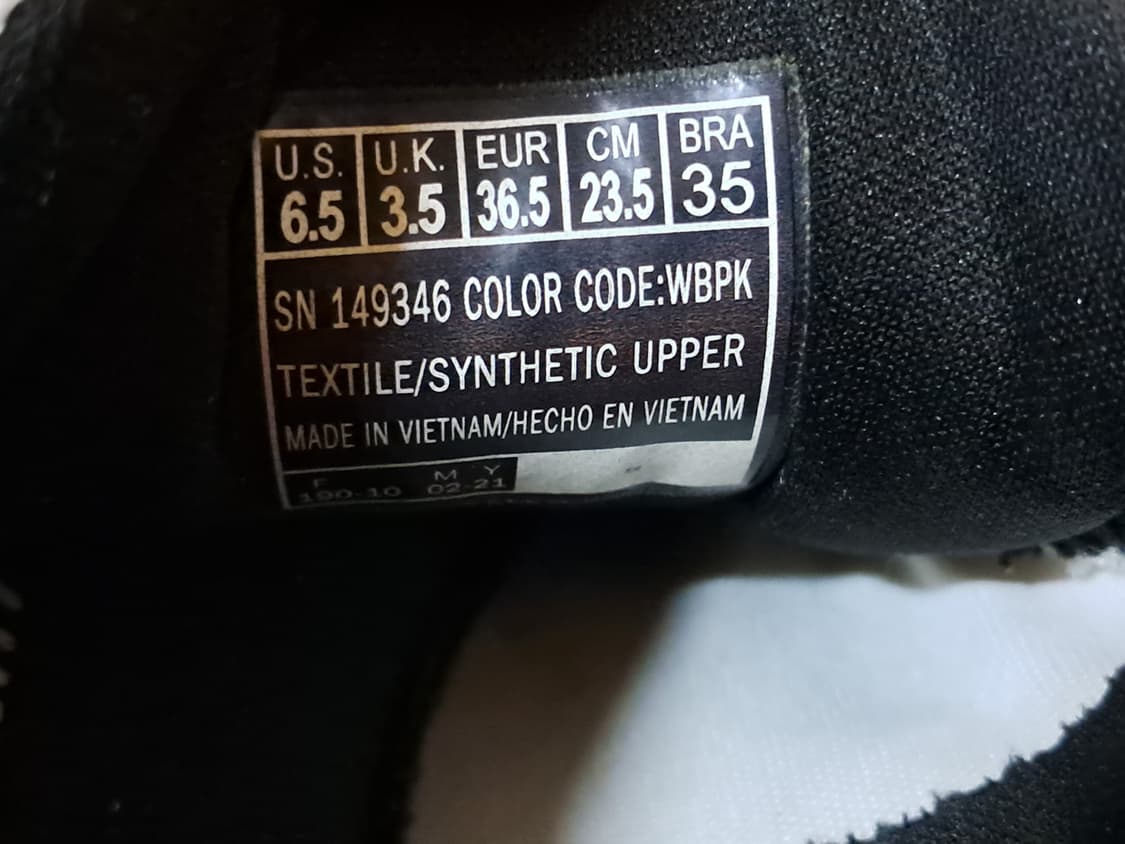 U.S. U.K. EUR CM BRA
6.5 3.5 36.5 23.5 35
SN 149346 COLOR CODE:WBPK
TEXTILE/SYNTHETIC UPPER
MADE IN VIETNAM/HECHO EN VIETNAM
F M Y
190-10 02-21